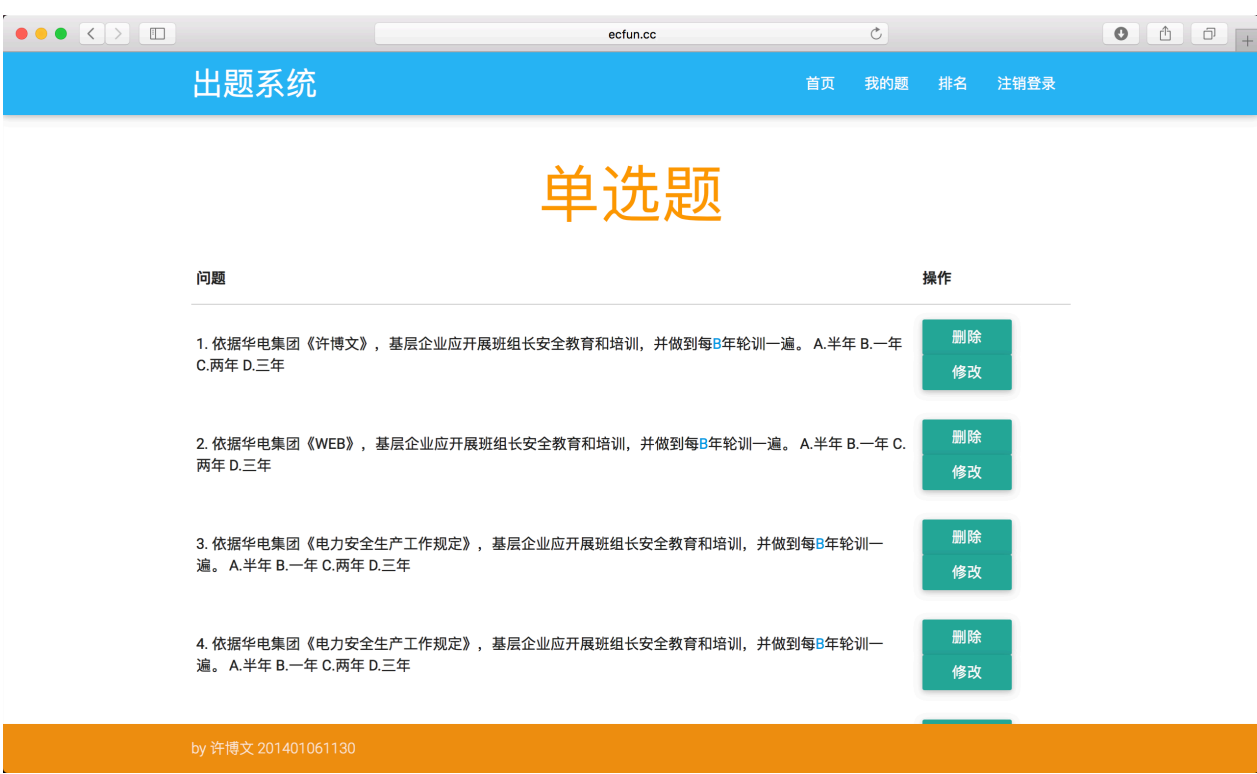 ecfun.cc
出题系统
首页 我的题 排名 注销登录
单选题
问题 操作
1. 依据华电集团《许博文》，基层企业应开展班组长安全教育和培训，并做到每B年轮训一遍。 A.半年 B.一年
C.两年 D.三年
删除
修改
2. 依据华电集团《WEB》，基层企业应开展班组长安全教育和培训，并做到每B年轮训一遍。 A.半年 B.一年 C.
两年 D.三年
删除
修改
3. 依据华电集团《电力安全生产工作规定》，基层企业应开展班组长安全教育和培训，并做到每B年轮训一
遍。 A.半年 B.一年 C.两年 D.三年
删除
修改
4. 依据华电集团《电力安全生产工作规定》，基层企业应开展班组长安全教育和培训，并做到每B年轮训一
遍。 A.半年 B.一年 C.两年 D.三年
删除
修改
by 许博文 201401061130